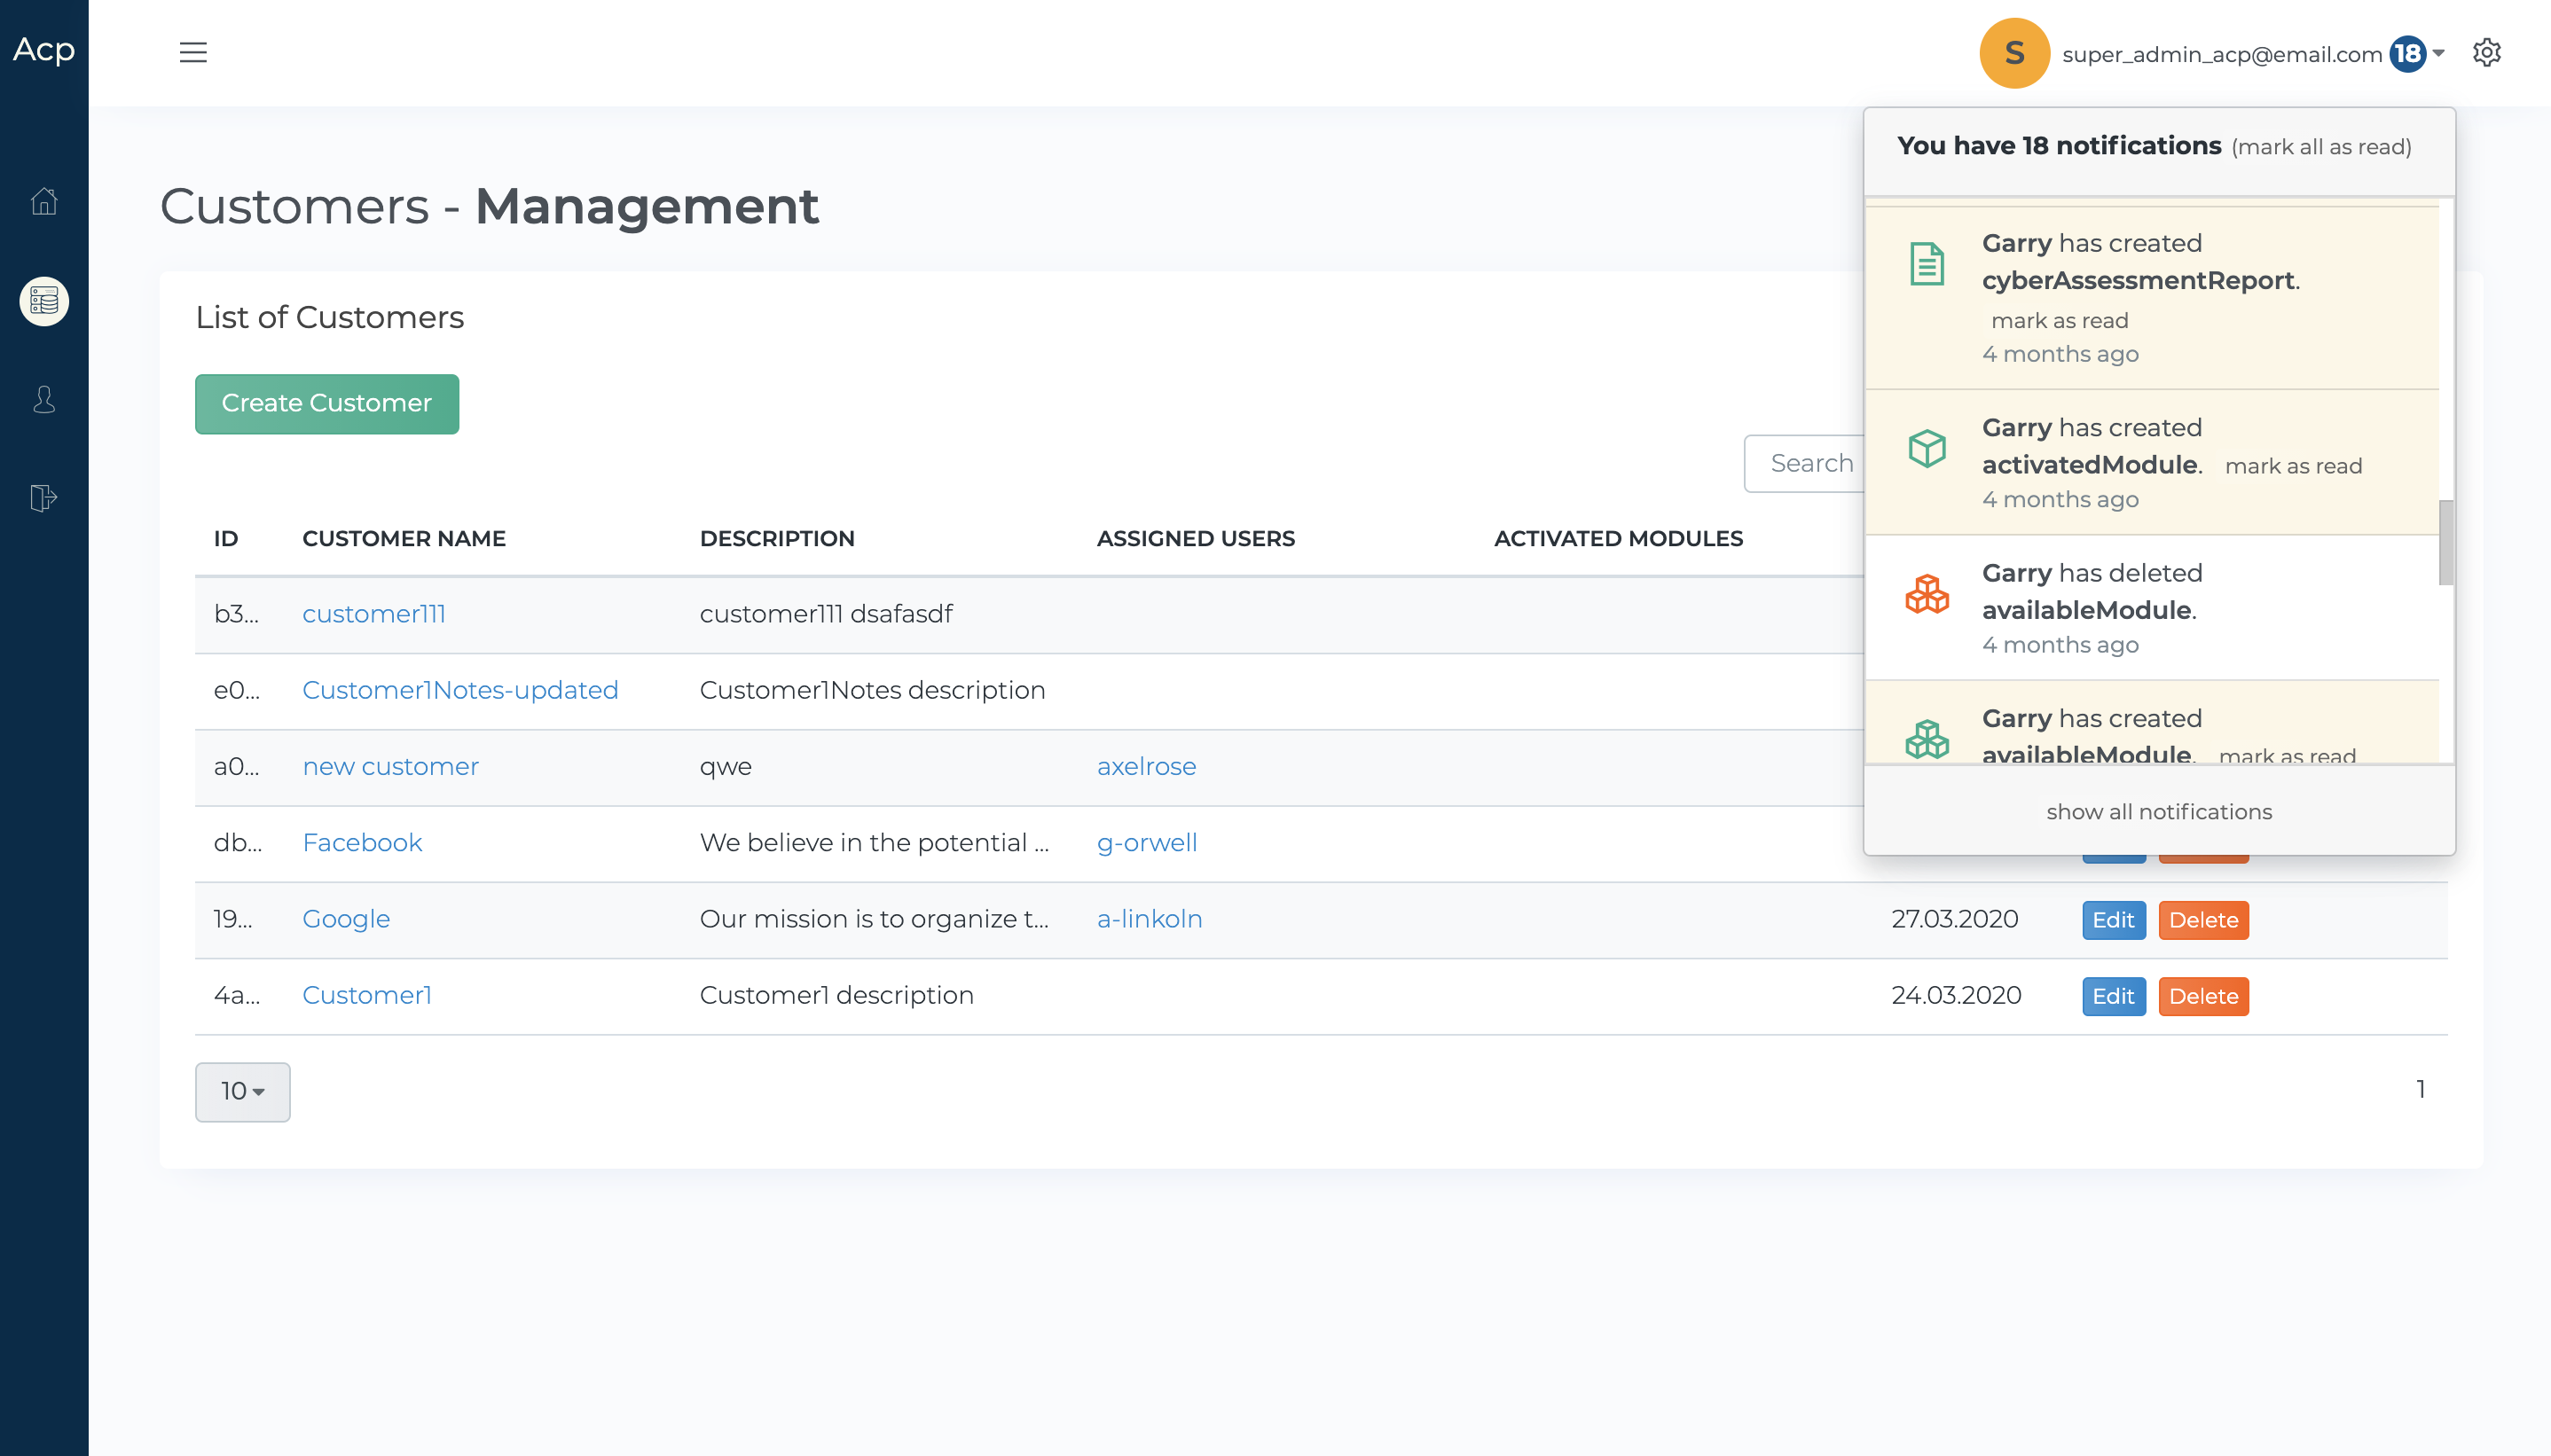 Acp
S
super_admin_acp@email.com 18
You have 18 notifications (mark all as read)
Garry has created
cyberAssessmentReport.
mark as read
4 months ago
Garry has created
activatedModule. mark as read
4 months ago
Garry has deleted
availableModule.
4 months ago
Garry has created
availableModule. mark as read
show all notifications
Customers - Management
List of Customers
Create Customer
Search
ID CUSTOMER NAME DESCRIPTION ASSIGNED USERS ACTIVATED MODULES
b3... customer111 customer111 dsafasdf
e0... Customer1Notes-updated Customer1Notes description
a0... new customer qwe axelrose
db... Facebook We believe in the potential ... g-orwell
19... Google Our mission is to organize t... a-linkoln 27.03.2020 Edit Delete
4a... Customer1 Customer1 description 24.03.2020 Edit Delete
10
1